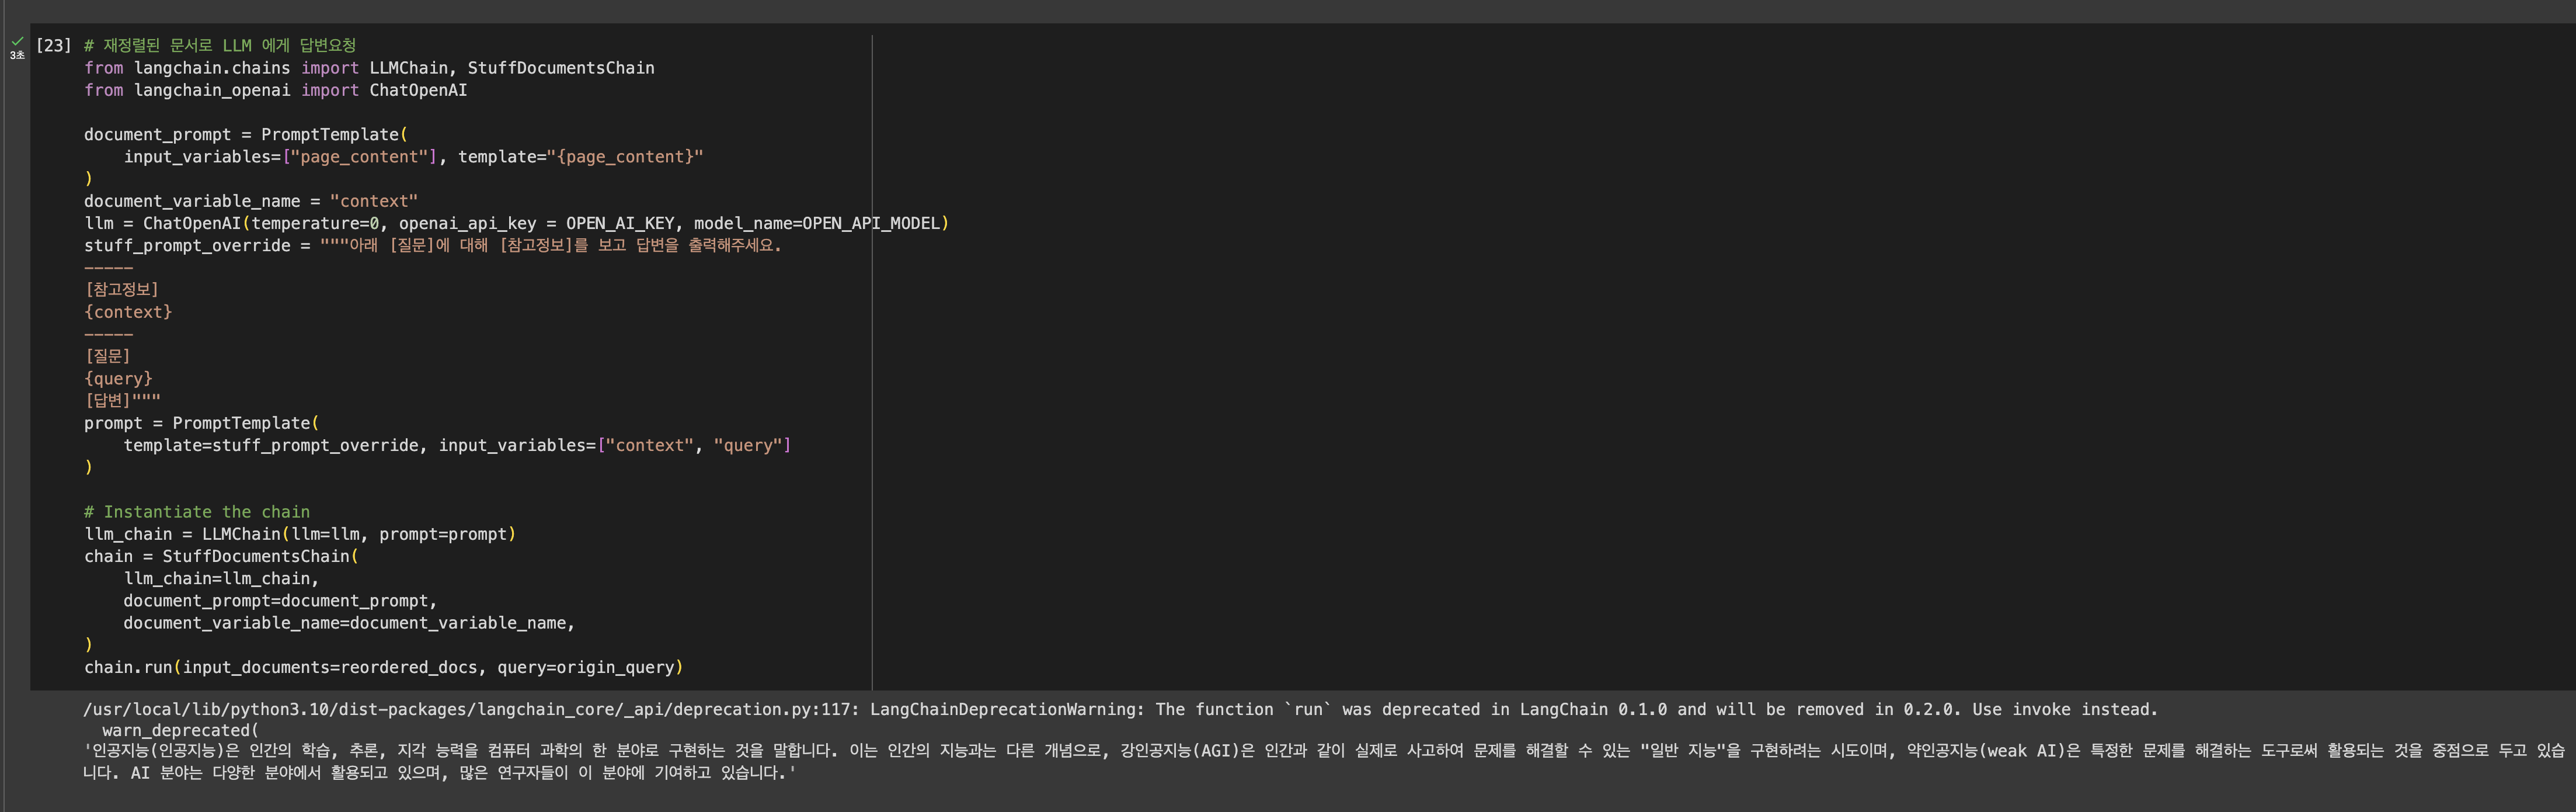 3초
[23] # 재정렬된 문서로 LLM 에게 답변요청
from langchain.chains import LLMChain, StuffDocumentsChain
from langchain_openai import ChatOpenAI
document_prompt = PromptTemplate(
    input_variables=["page_content"], template="{page_content}"
)
document_variable_name = "context"
llm = ChatOpenAI(temperature=0, openai_api_key = OPEN_AI_KEY, model_name=OPEN_API_MODEL)
stuff_prompt_override = """아래 [질문]에 대해 [참고정보]를 보고 답변을 출력해주세요.
-----
[참고정보]
{context}
-----
[질문]
{query}
[답변]"""
prompt = PromptTemplate(
    template=stuff_prompt_override, input_variables=["context", "query"]
)
# Instantiate the chain
llm_chain = LLMChain(llm=llm, prompt=prompt)
chain = StuffDocumentsChain(
    llm_chain=llm_chain,
    document_prompt=document_prompt,
    document_variable_name=document_variable_name,
)
chain.run(input_documents=reordered_docs, query=origin_query)
/usr/local/lib/python3.10/dist-packages/langchain_core/_api/deprecation.py:117: LangChainDeprecationWarning: The function `run` was deprecated in LangChain 0.1.0 and will be removed in 0.2.0. Use invoke instead.
  warn_deprecated(
'인공지능(인공지능)은 인간의 학습, 추론, 지각 능력을 컴퓨터 과학의 한 분야로 구현하는 것을 말합니다. 이는 인간의 지능과는 다른 개념으로, 강인공지능(AGI)은 인간과 같이 실제로 사고하여 문제를 해결할 수 있는 "일반 지능"을 구현하려는 시도이며, 약인공지능(weak AI)은 특정한 문제를 해결하는 도구로써 활용되는 것을 중점으로 두고 있습
니다. AI 분야는 다양한 분야에서 활용되고 있으며, 많은 연구자들이 이 분야에 기여하고 있습니다.'